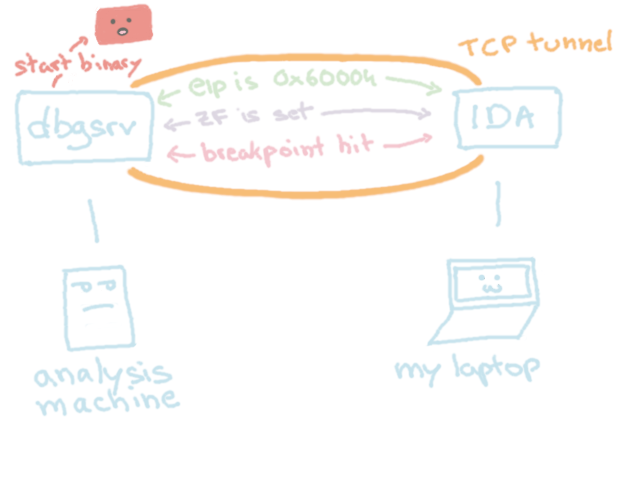 TCP tunnel
start binary
eip is 0x60004
dbgsrv
IDA
ZF is set
breakpoint hit
analysis
machine
my laptop